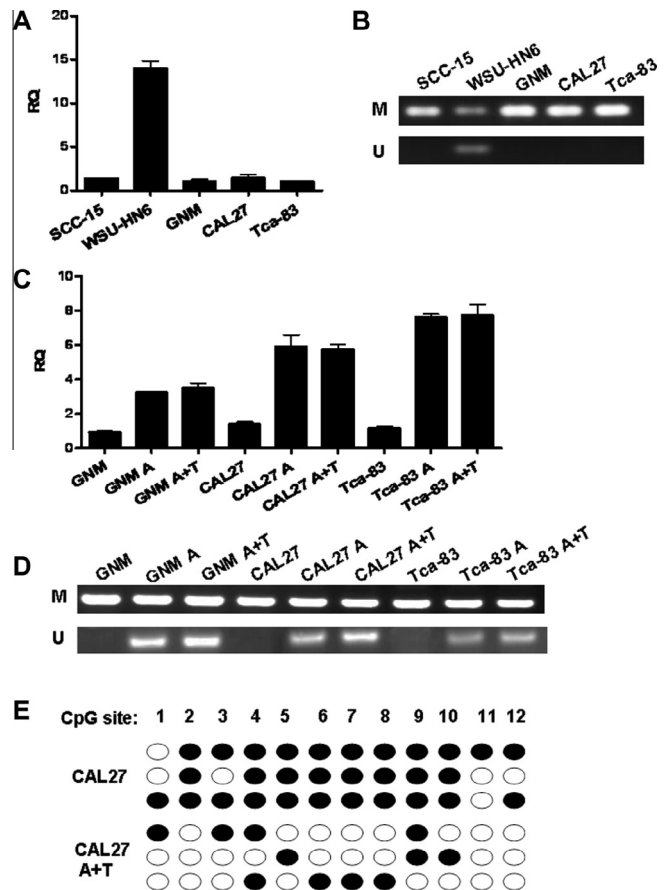 A
20
15
10
5
0
RQ
SCC-15
WSU-HN6
GNM
CAL27
Tca-83
B
SCC-15
WSU-HN6
GNM
CAL27
Tca-83
M
U
C
10
8
6
4
2
0
RQ
GNM
GNM A
GNM A+T
CAL27
CAL27 A
CAL27 A+T
Tca-83
Tca-83 A
Tca-83 A+T
D
GNM
GNM A
GNM A+T
CAL27
CAL27 A
CAL27 A+T
Tca-83
Tca-83 A
Tca-83 A+T
M
U
E
CpG site: 1 2 3 4 5 6 7 8 9 10 11 12
CAL27
CAL27
A+T